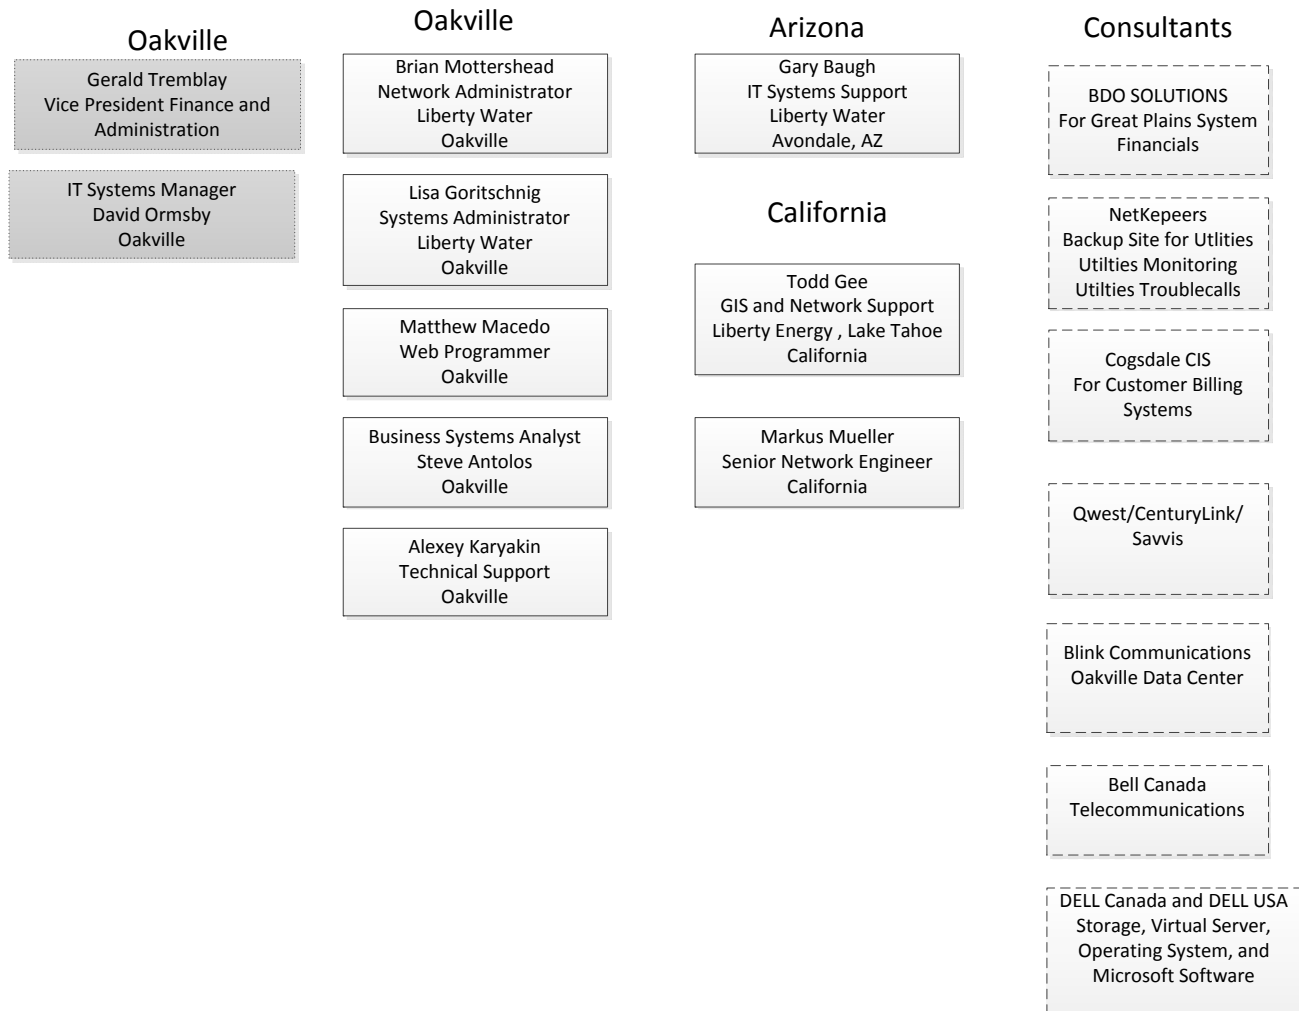 Oakville
Gerald Tremblay
Vice President Finance and
Administration
IT Systems Manager
David Ormsby
Oakville
Oakville
Brian Mottershead
Network Administrator
Liberty Water
Oakville
Lisa Goritschnig
Systems Administrator
Liberty Water
Oakville
Matthew Macedo
Web Programmer
Oakville
Business Systems Analyst
Steve Antolos
Oakville
Alexey Karyakin
Technical Support
Oakville
Arizona
Gary Baugh
IT Systems Support
Liberty Water
Avondale, AZ
California
Todd Gee
GIS and Network Support
Liberty Energy , Lake Tahoe
California
Markus Mueller
Senior Network Engineer
California
Consultants
BDO SOLUTIONS
For Great Plains System
Financials
NetKepeers
Backup Site for Utlities
Utilties Monitoring
Utilties Troublecalls
Cogsdale CIS
For Customer Billing
Systems
Qwest/CenturyLink/
Savvis
Blink Communications
Oakville Data Center
Bell Canada
Telecommunications
DELL Canada and DELL USA
Storage, Virtual Server,
Operating System, and
Microsoft Software